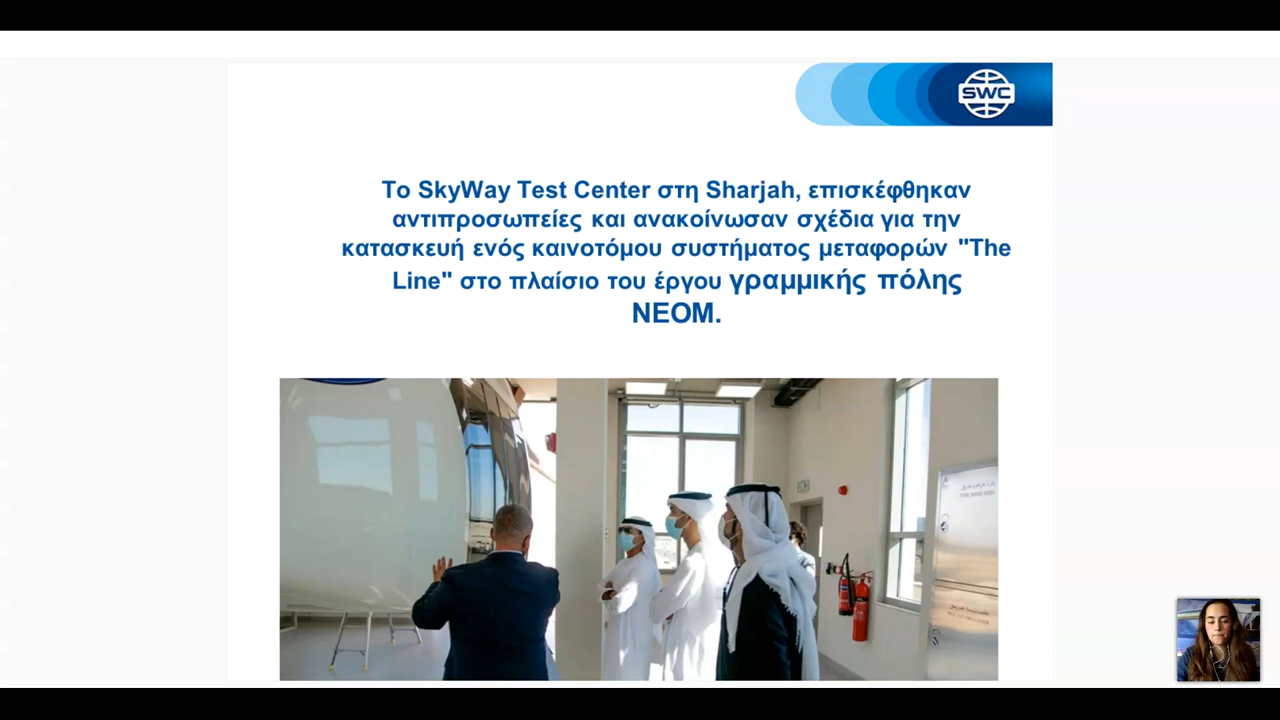 SWC
Το SkyWay Test Center στη Sharjah, επισκέφθηκαν
αντιπροσωπείες και ανακοίνωσαν σχέδια για την
κατασκευή ενός καινοτόμου συστήματος μεταφορών "The
Line" στο πλαίσιο του έργου γραμμικής πόλης
NEOM.